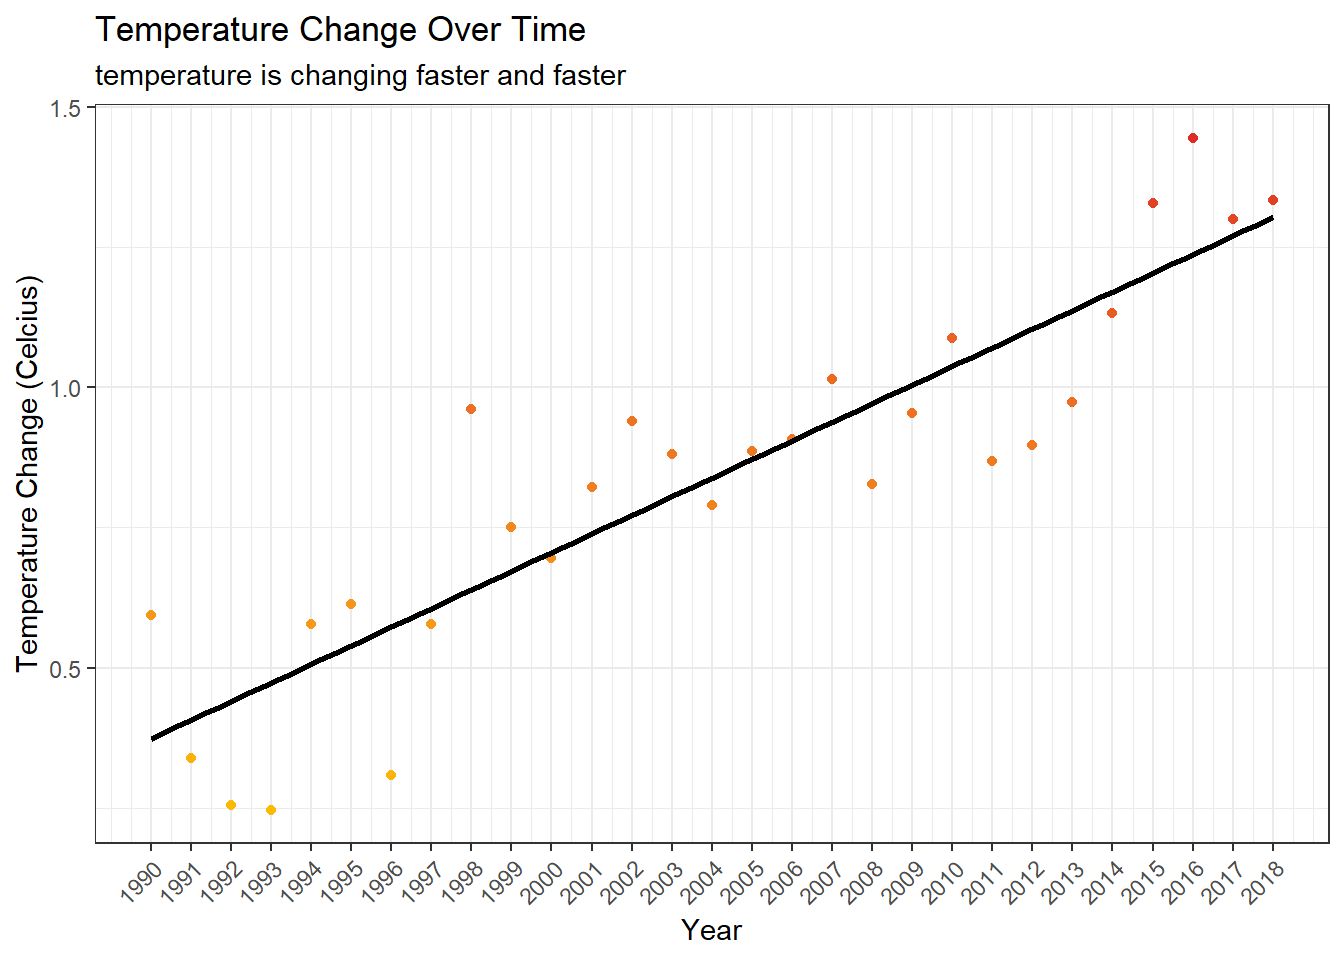 Temperature Change Over Time
temperature is changing faster and faster
Temperature Change (Celcius)
1.5
1.0
0.5
1990 1991 1992 1993 1994 1995 1996 1997 1998 1999 2000 2001 2002 2003 2004 2005 2006 2007 2008 2009 2010 2011 2012 2013 2014 2015 2016 2017 2018
Year